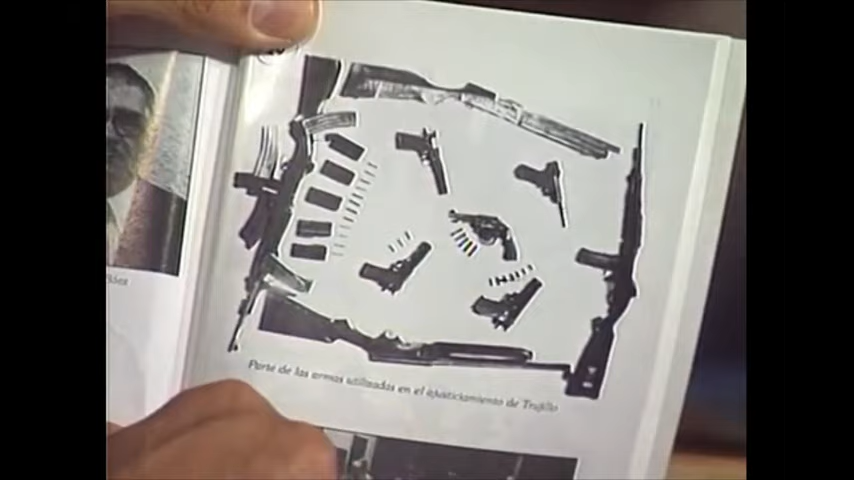 Parte de las armas utilizadas en el ajusticiamiento de Trujillo